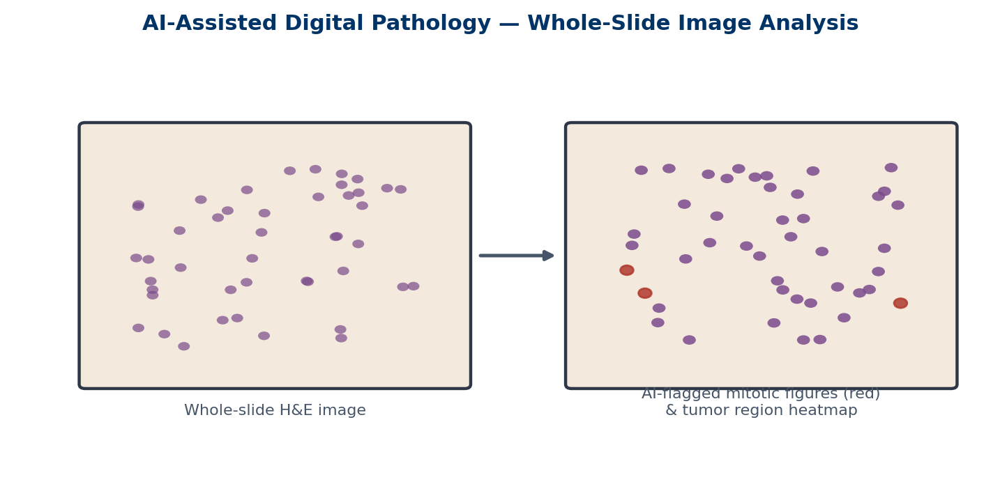 AI-Assisted Digital Pathology — Whole-Slide Image Analysis
Whole-slide H&E image
AI-flagged mitotic figures (red)
& tumor region heatmap